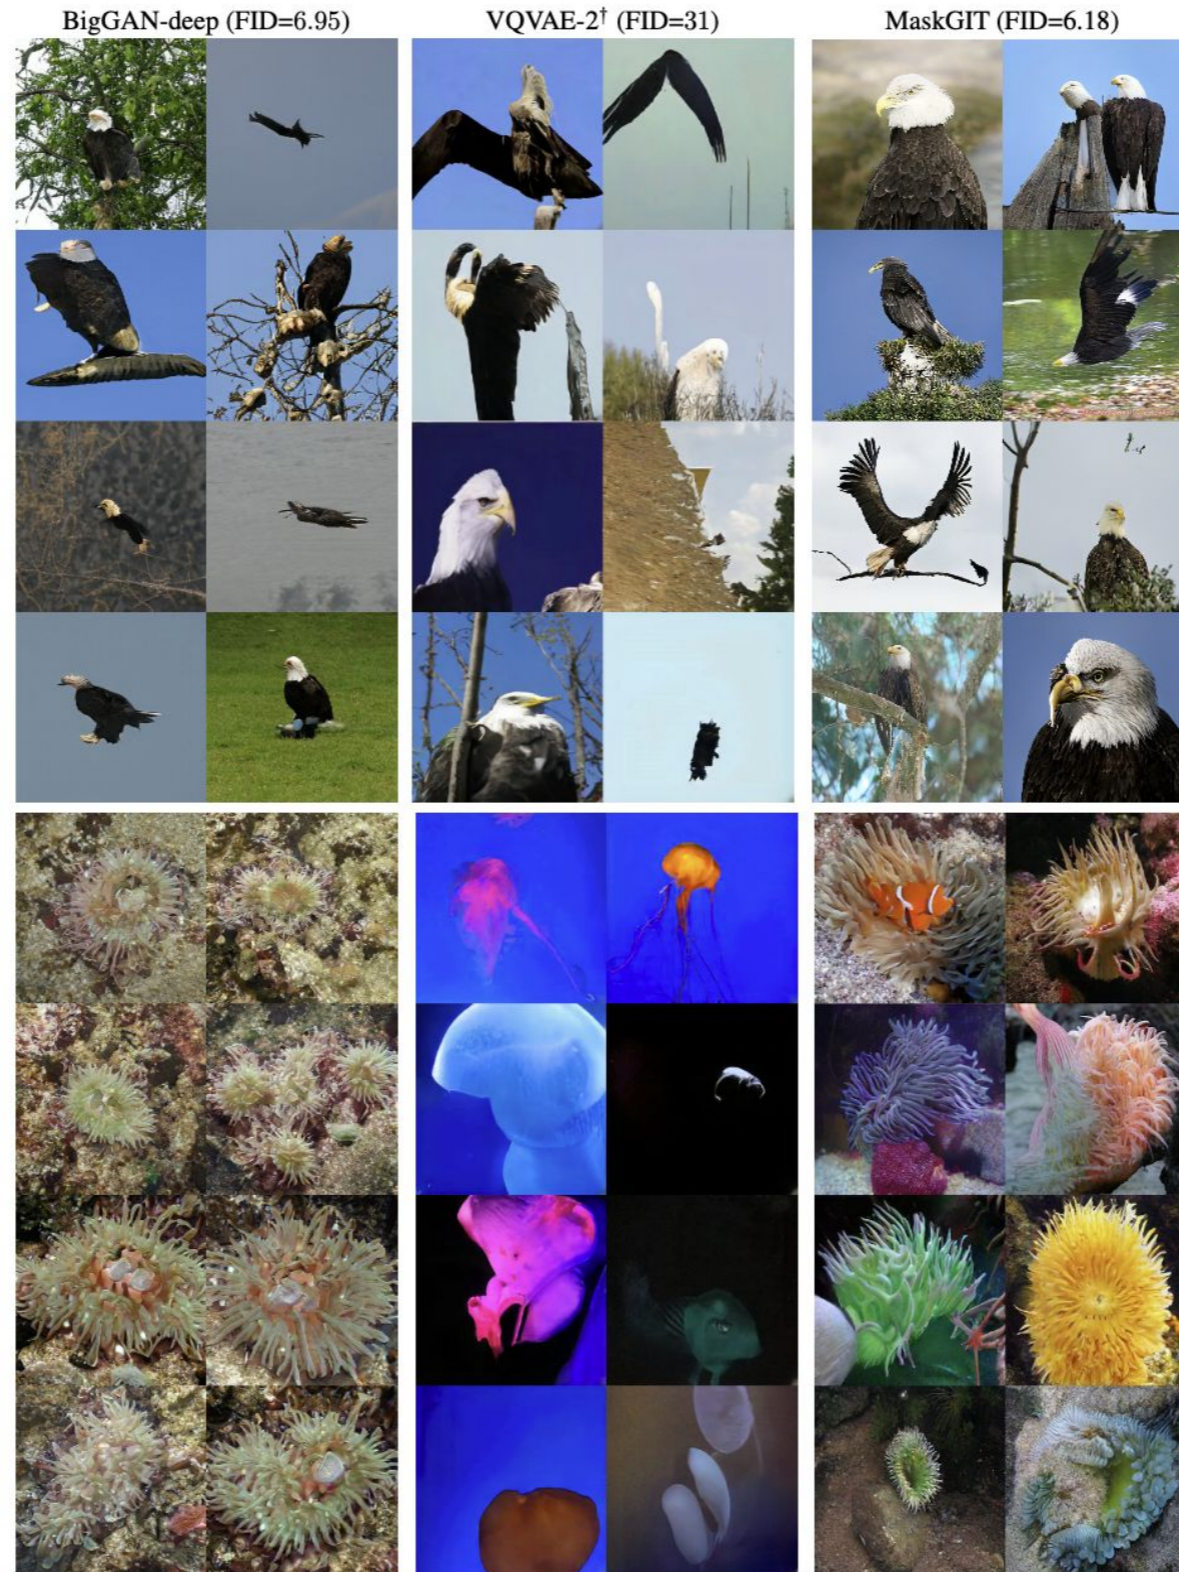 BigGAN-deep (FID=6.95)
VQVAE-2† (FID=31)
MaskGIT (FID=6.18)